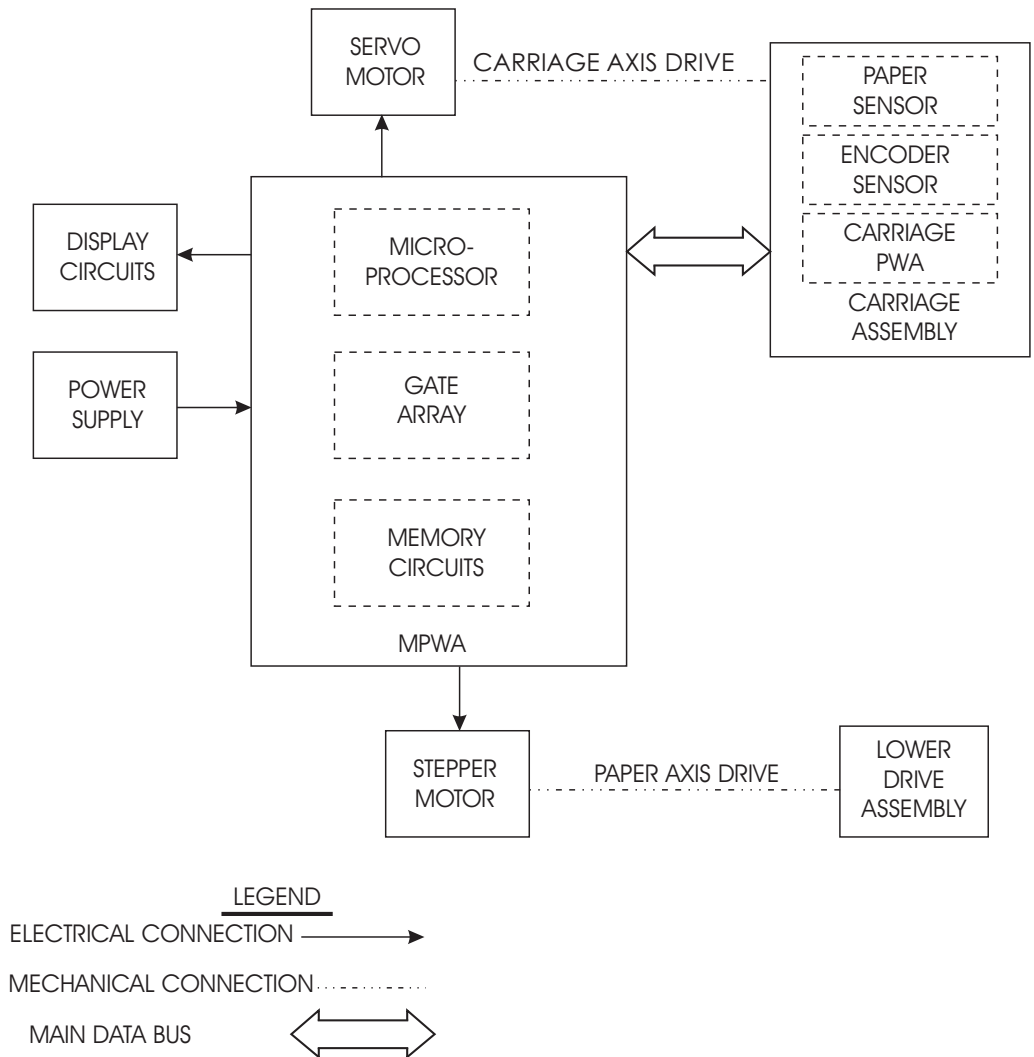 SERVO
MOTOR
CARRIAGE AXIS DRIVE
PAPER
SENSOR
ENCODER
SENSOR
CARRIAGE
PWA
CARRIAGE
ASSEMBLY
DISPLAY
CIRCUITS
POWER
SUPPLY
MICRO-
PROCESSOR
GATE
ARRAY
MEMORY
CIRCUITS
MPWA
STEPPER
MOTOR
PAPER AXIS DRIVE
LOWER
DRIVE
ASSEMBLY
LEGEND
ELECTRICAL CONNECTION
MECHANICAL CONNECTION
MAIN DATA BUS